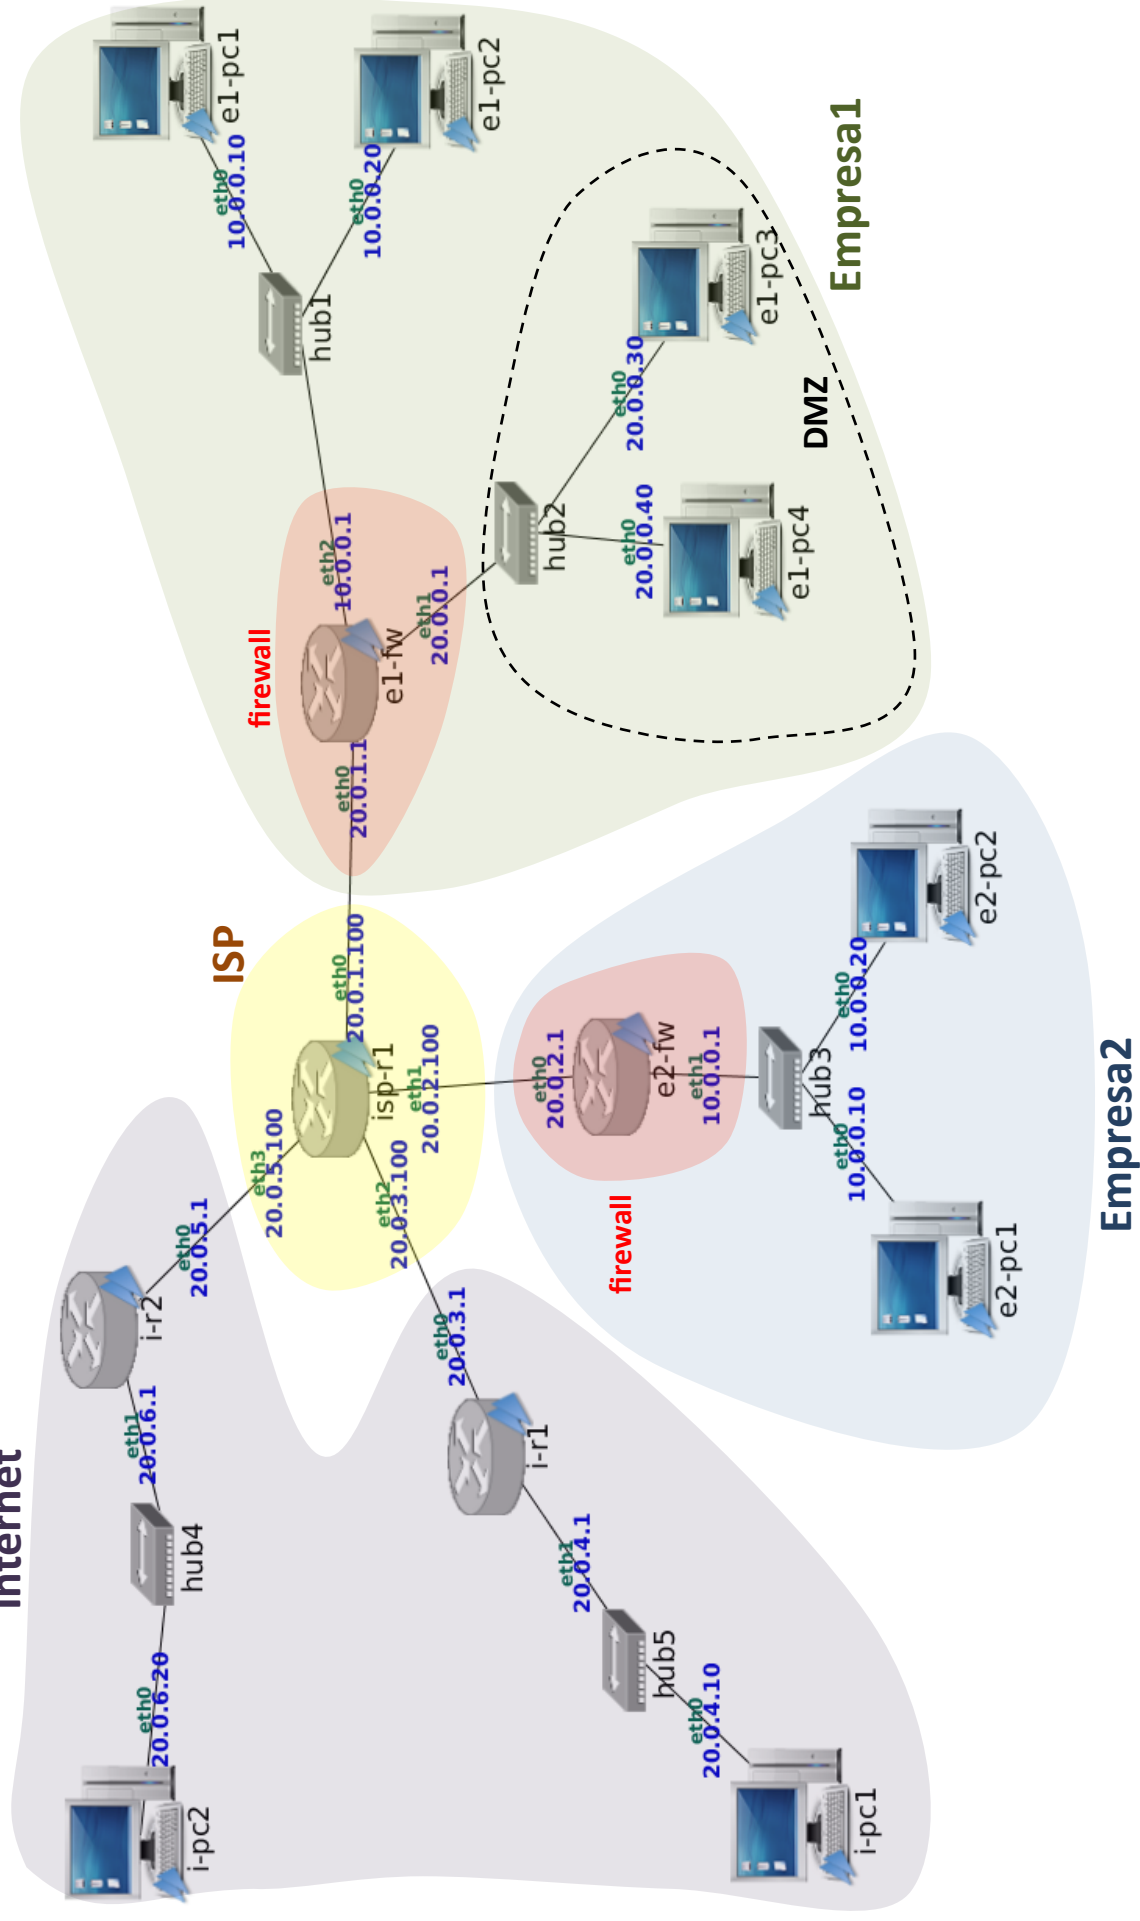 Internet
i-pc2
eth0
20.0.6.20
hub4
eth1
20.0.6.1
i-r2
eth0
20.0.5.1
i-pc1
eth0
20.0.4.10
hub5
eth1
20.0.4.1
i-r1
eth0
20.0.3.1
ISP
eth3
20.0.5.100
eth2
20.0.3.100
isp-r1
eth0
20.0.1.100
eth1
20.0.2.100
firewall
eth0
20.0.2.1
e2-fw
eth1
10.0.0.1
hub3
eth0
10.0.0.10
e2-pc1
eth0
10.0.0.20
e2-pc2
Empresa2
firewall
eth0
20.0.1.1
e1-fw
eth2
10.0.0.1
eth1
20.0.0.1
hub1
eth0
10.0.0.10
e1-pc1
eth0
10.0.0.20
e1-pc2
hub2
eth0
20.0.0.40
e1-pc4
eth0
20.0.0.30
e1-pc3
DMZ
Empresa1